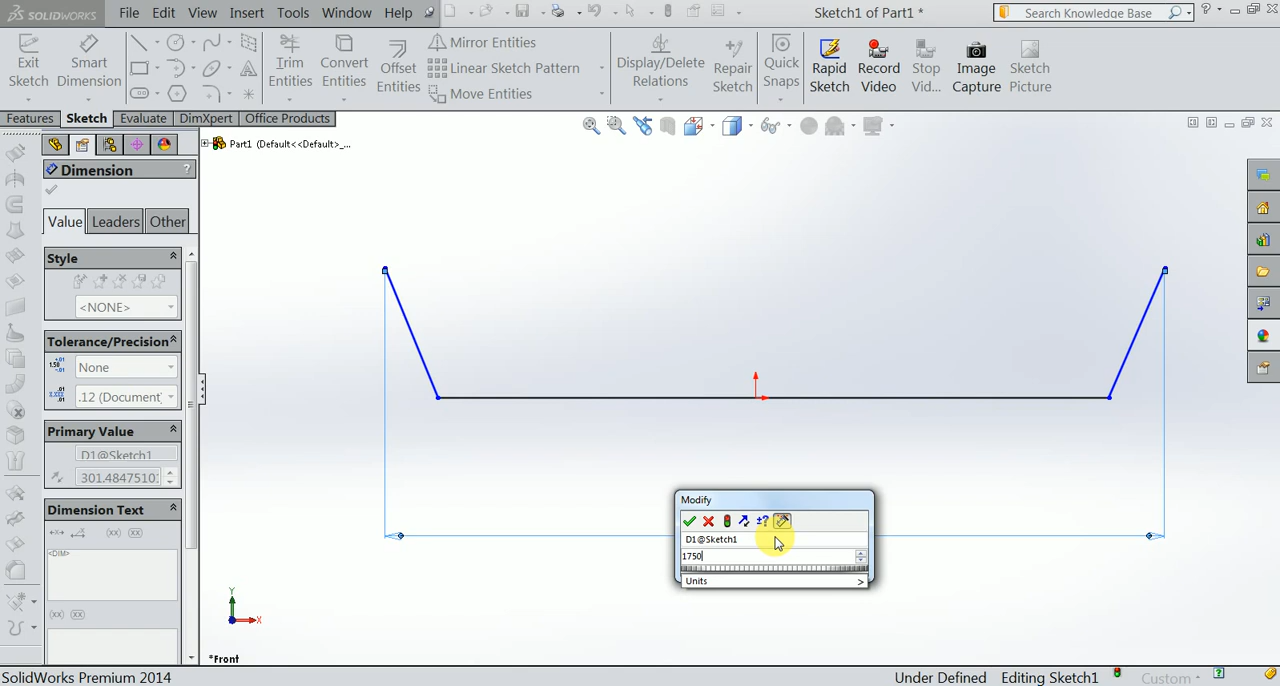 SOLIDWORKS File Edit View Insert Tools Window Help Sketch1 of Part1 * Search Knowledge Base ?
Exit Sketch
Smart Dimension
Trim Entities
Convert Entities
Offset Entities
Mirror Entities
Linear Sketch Pattern
Move Entities
Display/Delete Relations
Repair Sketch
Quick Snaps
Rapid Sketch
Record Video
Stop Vid...
Image Capture
Sketch Picture
Features Sketch Evaluate DimXpert Office Products
Part1 (Default<<Default>_...
Dimension ?
Value Leaders Other
Style
<NONE>
Tolerance/Precision
None
.12 (Document)
Primary Value
D1@Sketch1
301.48475101
Dimension Text
<DIM>
Modify
D1@Sketch1
1750
Units >
Y
X
*Front
SolidWorks Premium 2014 Under Defined Editing Sketch1 Custom